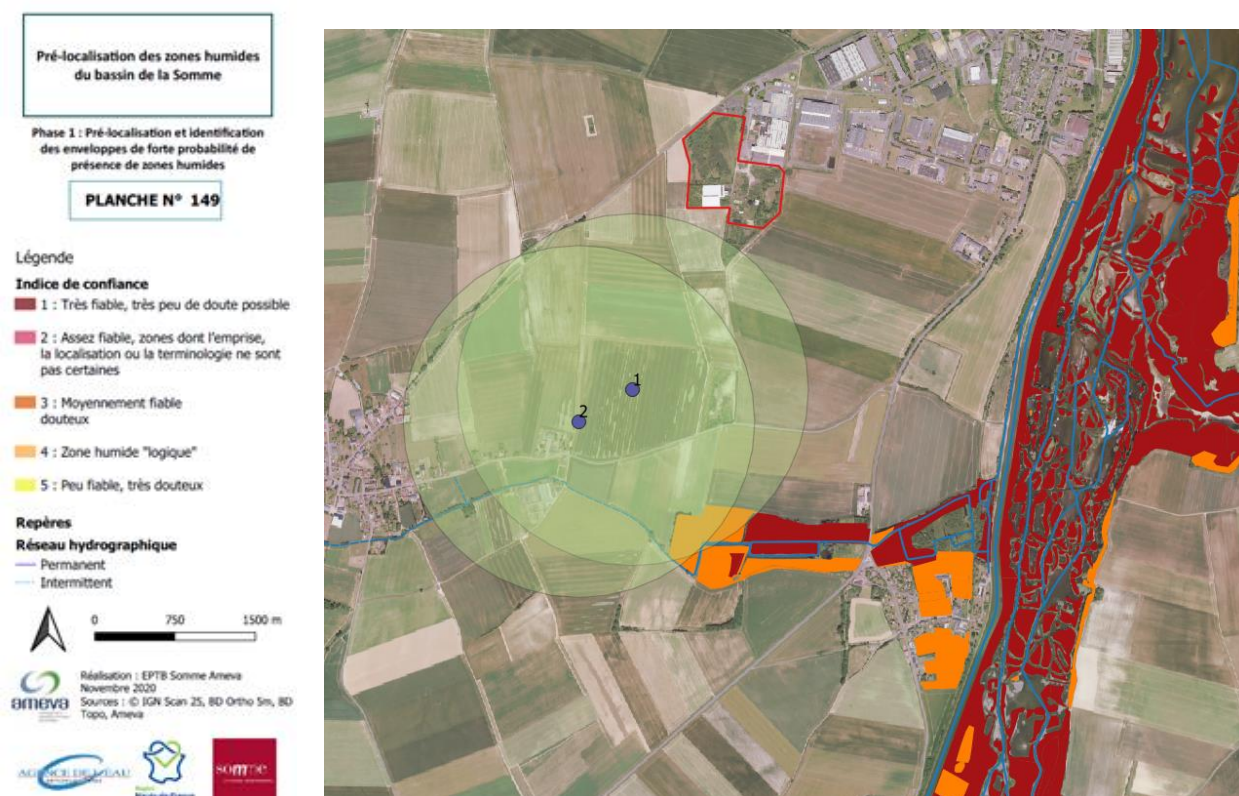 Pré-localisation des zones humides
du bassin de la Somme
Phase 1 : Pré-localisation et identification
des enveloppes de forte probabilité de
présence de zones humides
PLANCHE N° 149
Légende
Indice de confiance
1 : Très fiable, très peu de doute possible
2 : Assez fiable, zones dont l'emprise,
la localisation ou la terminologie ne sont
pas certaines
3 : Moyennement fiable
douteux
4 : Zone humide "logique"
5 : Peu fiable, très douteux
Repères
Réseau hydrographique
Permanent
Intermittent
0 750 1500 m
Réalisation : EPTB Somme Ameva
Novembre 2020
Sources : © IGN Scan 25, BD Ortho 5m, BD
Topo, Ameva
ameva
AGENCE DE L'EAU
somme
1
2